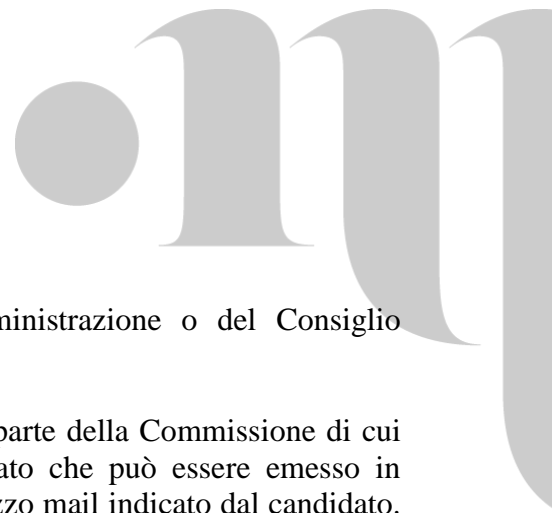 ministrazione o del Consiglio
parte della Commissione di cui
ato che può essere emesso in
zzo mail indicato dal candidato.